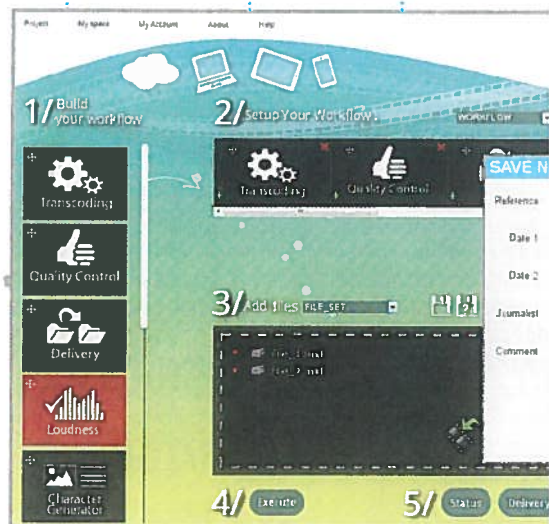 Project My space My Account About Help
1/ Build
your workflow
2/ Setup Your Workflow
WORKFLOW
Transcoding
Quality Control
Delivery
Loudness
Character
Generator
Transcoding
Quality Control
SAVE N
Reference
Date 1
Date 2
Journalist
Comment
3/ Add files FILE_SET
4/ Execute
5/ Status Delivery